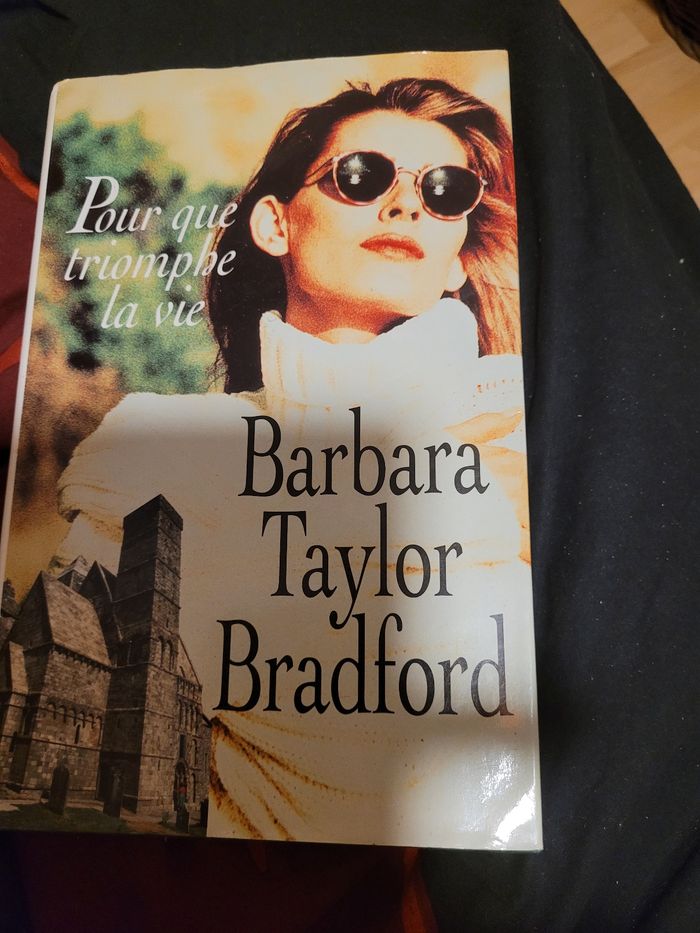 Pour que
triomphe
la vie
Barbara
Taylor
Bradford